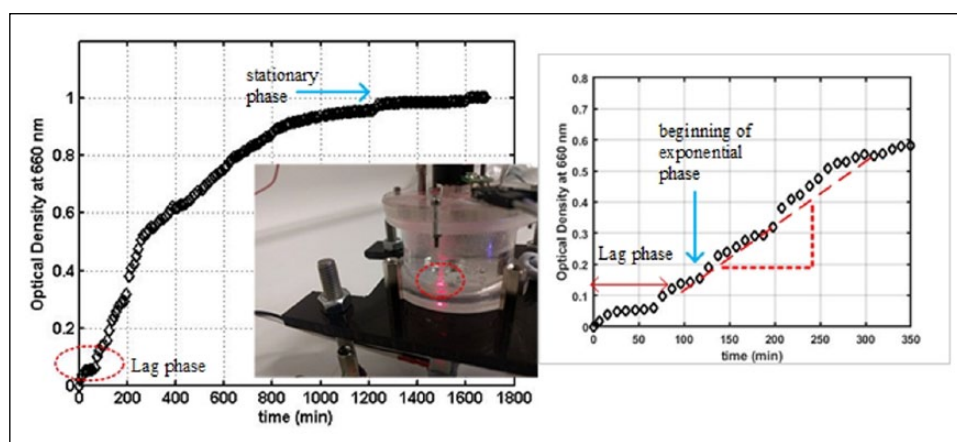 Optical Density at 660 nm
1
0.8
0.6
0.4
0.2
0
stationary
phase
Lag phase
0 200 400 600 800 1000 1200 1400 1600 1800
time (min)
Optical Density at 660 nm
0.8
0.7
0.6
0.5
0.4
0.3
0.2
0.1
0
beginning of
exponential
phase
Lag phase
0 50 100 150 200 250 300 350
time (min)